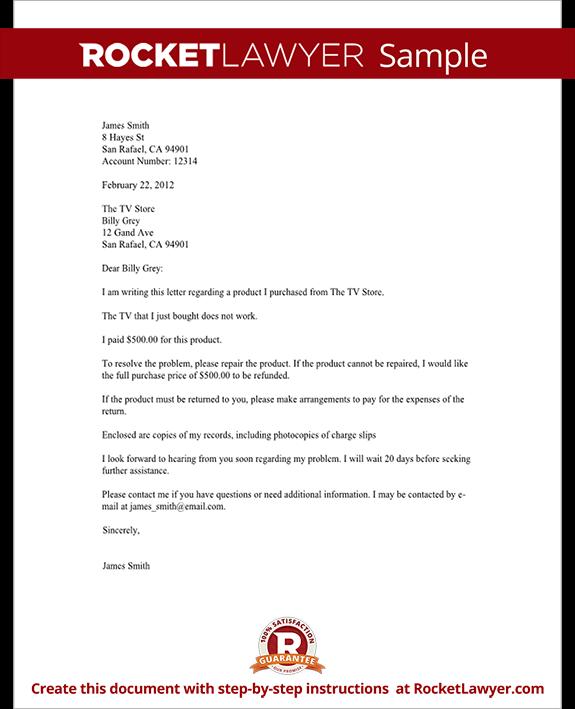 ROCKETLAWYER Sample
James Smith
8 Hayes St
San Rafael, CA 94901
Account Number: 12314
February 22, 2012
The TV Store
Billy Grey
12 Gand Ave
San Rafael, CA 94901
Dear Billy Grey:
I am writing this letter regarding a product I purchased from The TV Store.
The TV that I just bought does not work.
I paid $500.00 for this product.
To resolve the problem, please repair the product. If the product cannot be repaired, I would like
the full purchase price of $500.00 to be refunded.
If the product must be returned to you, please make arrangements to pay for the expenses of the
return.
Enclosed are copies of my records, including photocopies of charge slips
I look forward to hearing from you soon regarding my problem. I will wait 20 days before seeking
further assistance.
Please contact me if you have questions or need additional information. I may be contacted by e-
mail at james_smith@email.com.
Sincerely,
James Smith
100% SATISFACTION
R
GUARANTEE
OUR PROMISE
Create this document with step-by-step instructions at RocketLawyer.com